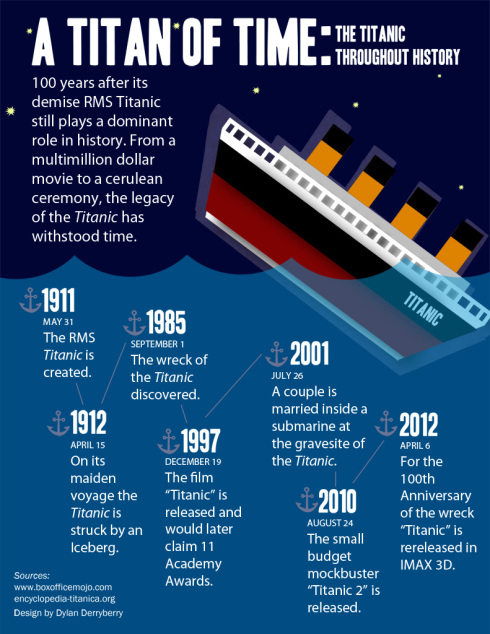 A TITAN OF TIME:
THE TITANIC
THROUGHOUT HISTORY
100 years after its
demise RMS Titanic
still plays a dominant
role in history. From a
multimillion dollar
movie to a cerulean
ceremony, the legacy
of the Titanic has
withstood time.
TITANIC
1911
MAY 31
The RMS
Titanic is
created.
1912
APRIL 15
On its
maiden
voyage the
Titanic is
struck by an
Iceberg.
1985
SEPTEMBER 1
The wreck of
the Titanic
discovered.
1997
DECEMBER 19
The film
“Titanic” is
released and
would later
claim 11
Academy
Awards.
2001
JULY 26
A couple is
married inside a
submarine at
the gravesite of
the Titanic.
2010
AUGUST 24
The small
budget
mockbuster
“Titanic 2” is
released.
2012
APRIL 6
For the
100th
Anniversary
of the wreck
“Titanic” is
rereleased in
IMAX 3D.
Sources:
www.boxofficemojo.com
encyclopedia-titanica.org
Design by Dylan Derryberry